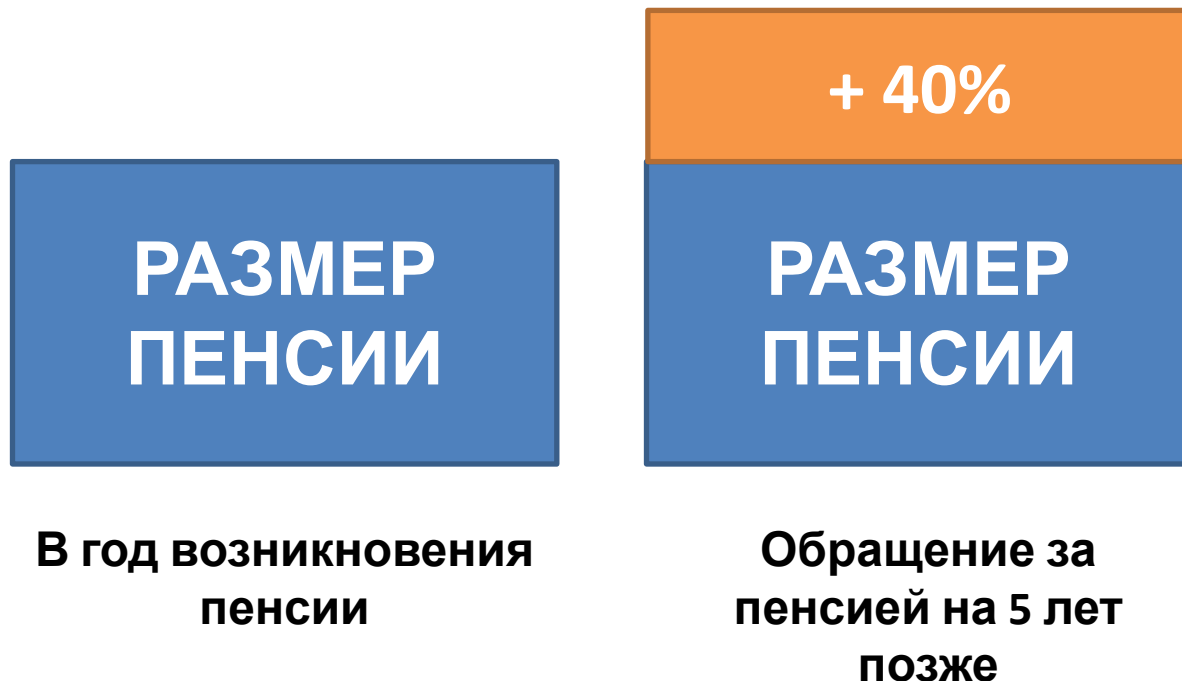 РАЗМЕР
ПЕНСИИ
В год возникновения
пенсии
+ 40%
РАЗМЕР
ПЕНСИИ
Обращение за
пенсией на 5 лет
позже